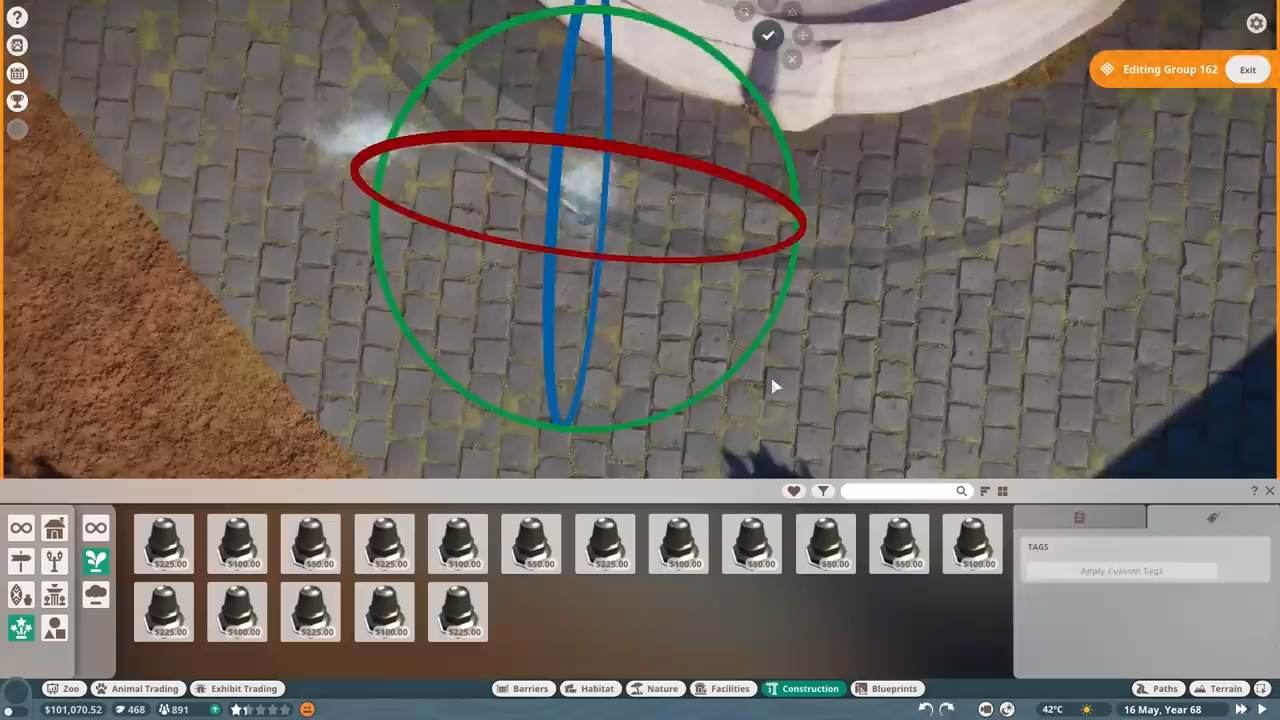 Editing Group 162
Exit
$225.00 $100.00 $50.00 $225.00 $100.00 $50.00 $225.00 $100.00 $50.00 $50.00 $50.00 $100.00
$225.00 $100.00 $225.00 $100.00 $225.00
TAGS
Apply Custom Tags
Zoo Animal Trading Exhibit Trading Barriers Habitat Nature Facilities Construction Blueprints Paths Terrain
$101,070.52 468 891 42°C 16 May, Year 68